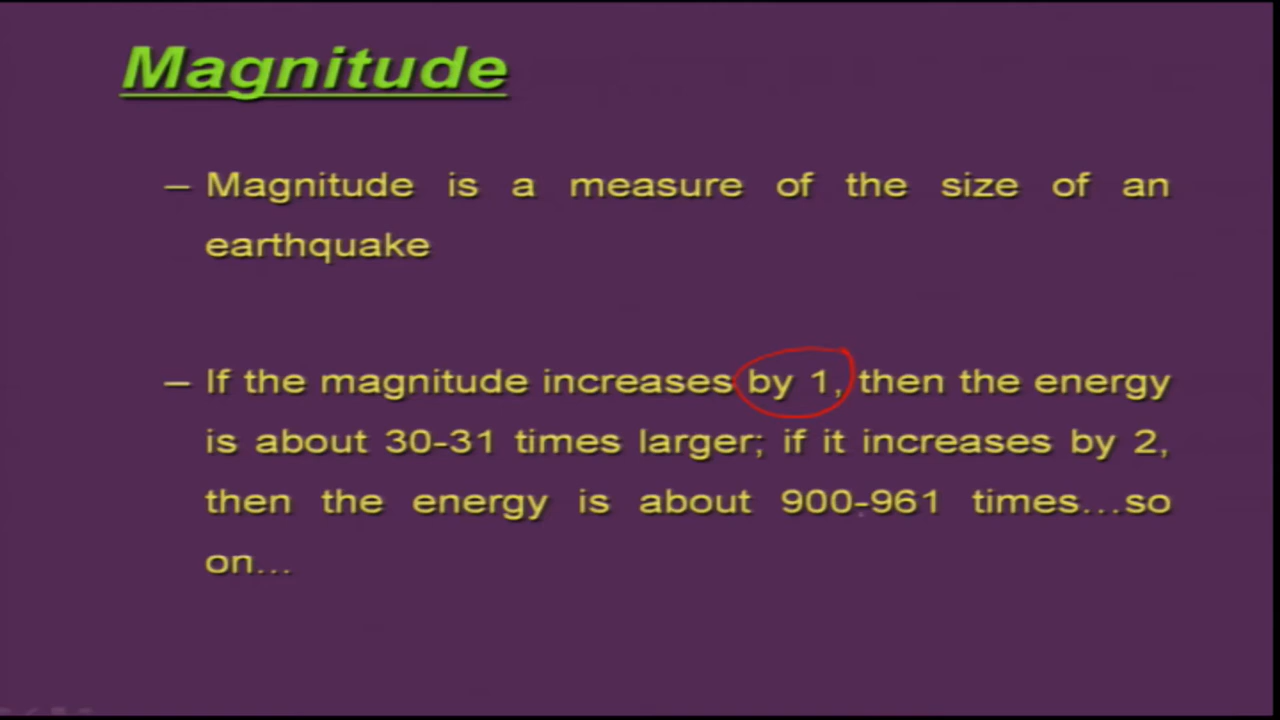 Magnitude
– Magnitude is a measure of the size of an
earthquake
– If the magnitude increases by 1, then the energy
is about 30-31 times larger; if it increases by 2,
then the energy is about 900-961 times...so
on...